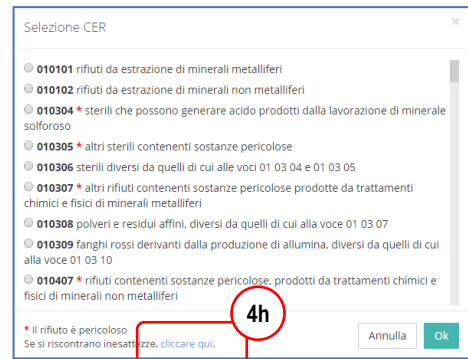 Selezione CER
×
010101 rifiuti da estrazione di minerali metalliferi
010102 rifiuti da estrazione di minerali non metalliferi
010304 * sterili che possono generare acido prodotti dalla lavorazione di minerale
solforoso
010305 * altri sterili contenenti sostanze pericolose
010306 sterili diversi da quelli di cui alle voci 01 03 04 e 01 03 05
010307 * altri rifiuti contenenti sostanze pericolose prodotte da trattamenti
chimici e fisici di minerali metalliferi
010308 polveri e residui affini, diversi da quelli di cui alla voce 01 03 07
010309 fanghi rossi derivanti dalla produzione di allumina, diversi da quelli di cui
alla voce 01 03 10
010407 * rifiuti contenenti sostanze pericolose, prodotti da trattamenti chimici e
fisici di minerali non metalliferi
4h
* Il rifiuto è pericoloso
Se si riscontrano inesattezze, cliccare qui.
Annulla
Ok